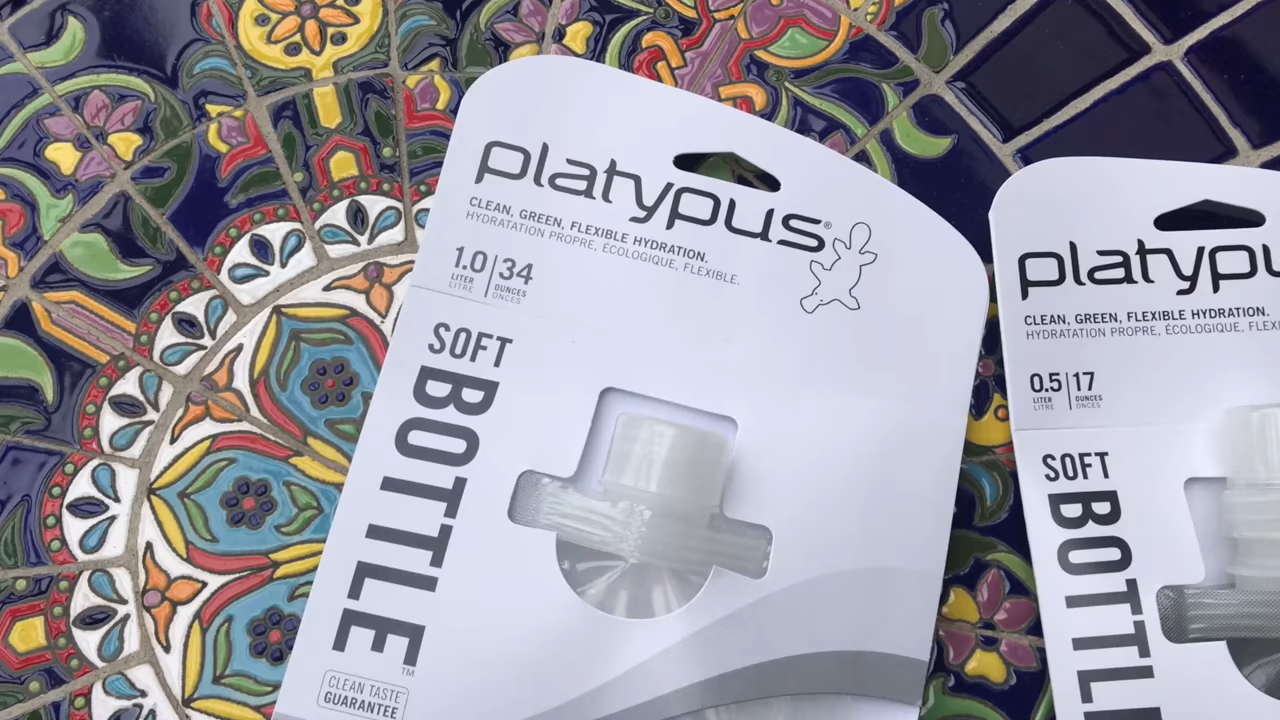 platypus®
CLEAN, GREEN, FLEXIBLE HYDRATION.
HYDRATATION PROPRE, ÉCOLOGIQUE, FLEXIBLE.
1.0 34
LITER OUNCES
LITRE ONCES
SOFT
BOTTLE™
CLEAN TASTE
GUARANTEE
platypu
CLEAN, GREEN, FLEXIBLE HYDRATION.
HYDRATATION PROPRE, ÉCOLOGIQUE, FLEXI
0.5 17
LITER OUNCES
LITRE ONCES
SOFT
BOTTLE